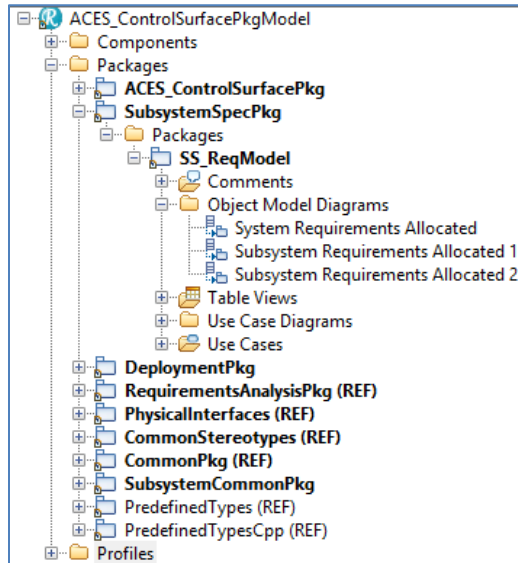 ACES_ControlSurfacePkgModel
Components
Packages
ACES_ControlSurfacePkg
SubsystemSpecPkg
Packages
SS_ReqModel
Comments
Object Model Diagrams
System Requirements Allocated
Subsystem Requirements Allocated 1
Subsystem Requirements Allocated 2
Table Views
Use Case Diagrams
Use Cases
DeploymentPkg
RequirementsAnalysisPkg (REF)
PhysicalInterfaces (REF)
CommonStereotypes (REF)
CommonPkg (REF)
SubsystemCommonPkg
PredefinedTypes (REF)
PredefinedTypesCpp (REF)
Profiles